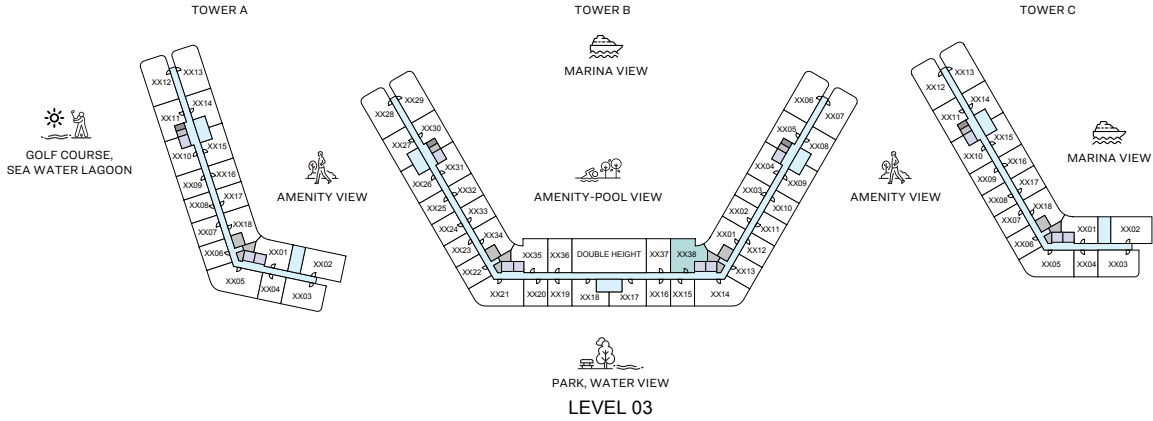 TOWER A
TOWER B
TOWER C
MARINA VIEW
GOLF COURSE,
SEA WATER LAGOON
AMENITY VIEW
AMENITY-POOL VIEW
AMENITY VIEW
MARINA VIEW
XX13
XX12
XX14
XX11
XX15
XX10
XX16
XX09
XX17
XX08
XX18
XX07
XX06
XX01
XX02
XX05
XX04
XX03
XX29
XX28
XX30
XX27
XX31
XX26
XX32
XX25
XX33
XX24
XX34
XX23
XX22
XX35
XX36
DOUBLE HEIGHT
XX37
XX38
XX21
XX20
XX19
XX18
XX17
XX16
XX15
XX14
XX06
XX07
XX05
XX08
XX04
XX09
XX03
XX10
XX02
XX11
XX01
XX12
XX13
XX13
XX12
XX14
XX11
XX15
XX10
XX16
XX09
XX17
XX08
XX18
XX07
XX06
XX01
XX02
XX05
XX04
XX03
PARK, WATER VIEW
LEVEL 03